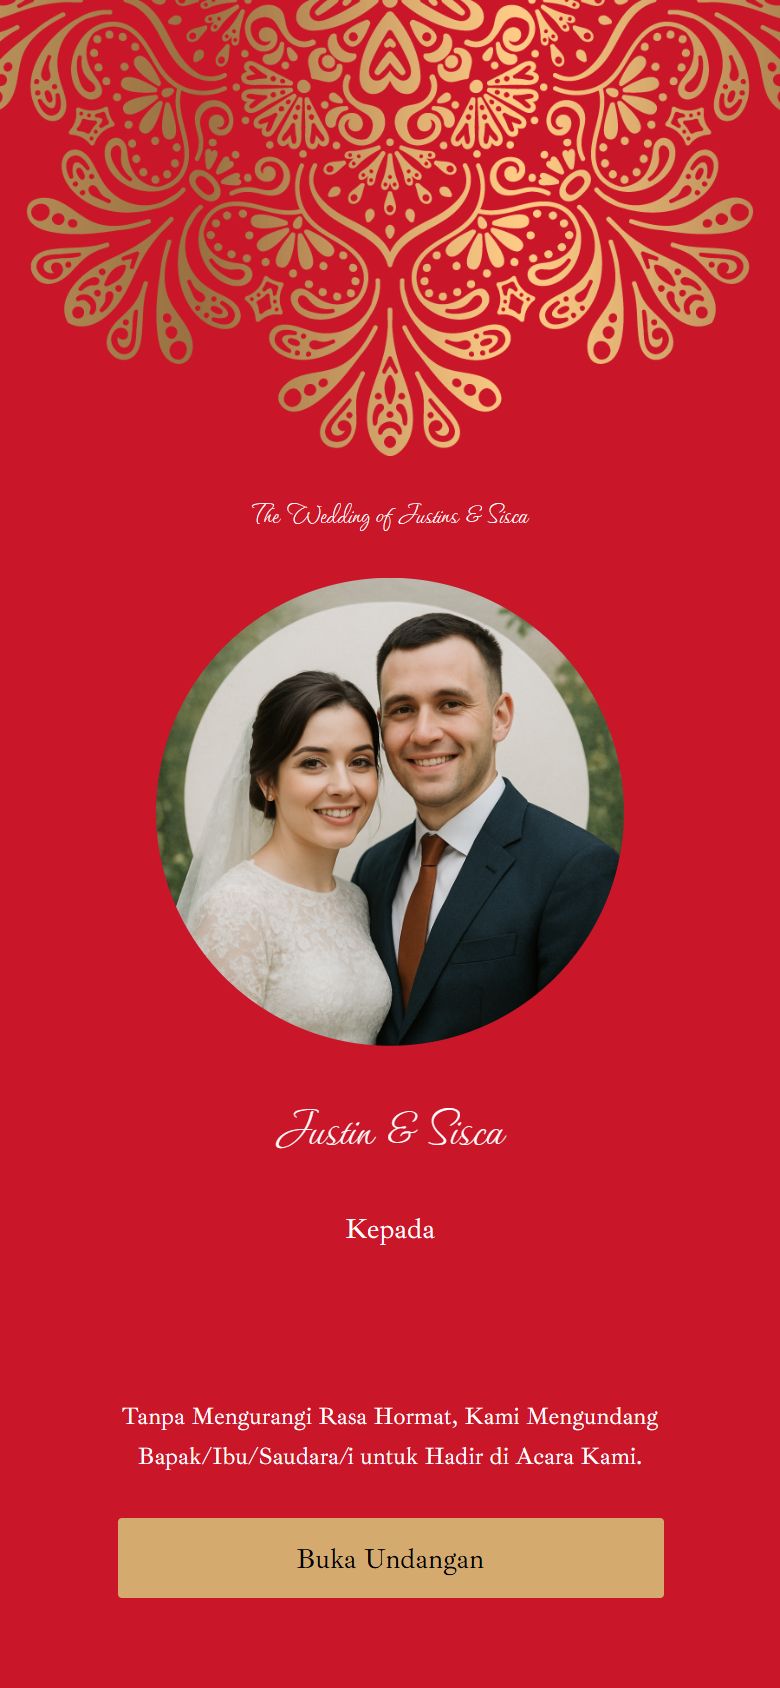 The Wedding of Justins & Sisca
Justin & Sisca
Kepada
Tanpa Mengurangi Rasa Hormat, Kami Mengundang
Bapak/Ibu/Saudara/i untuk Hadir di Acara Kami.
Buka Undangan